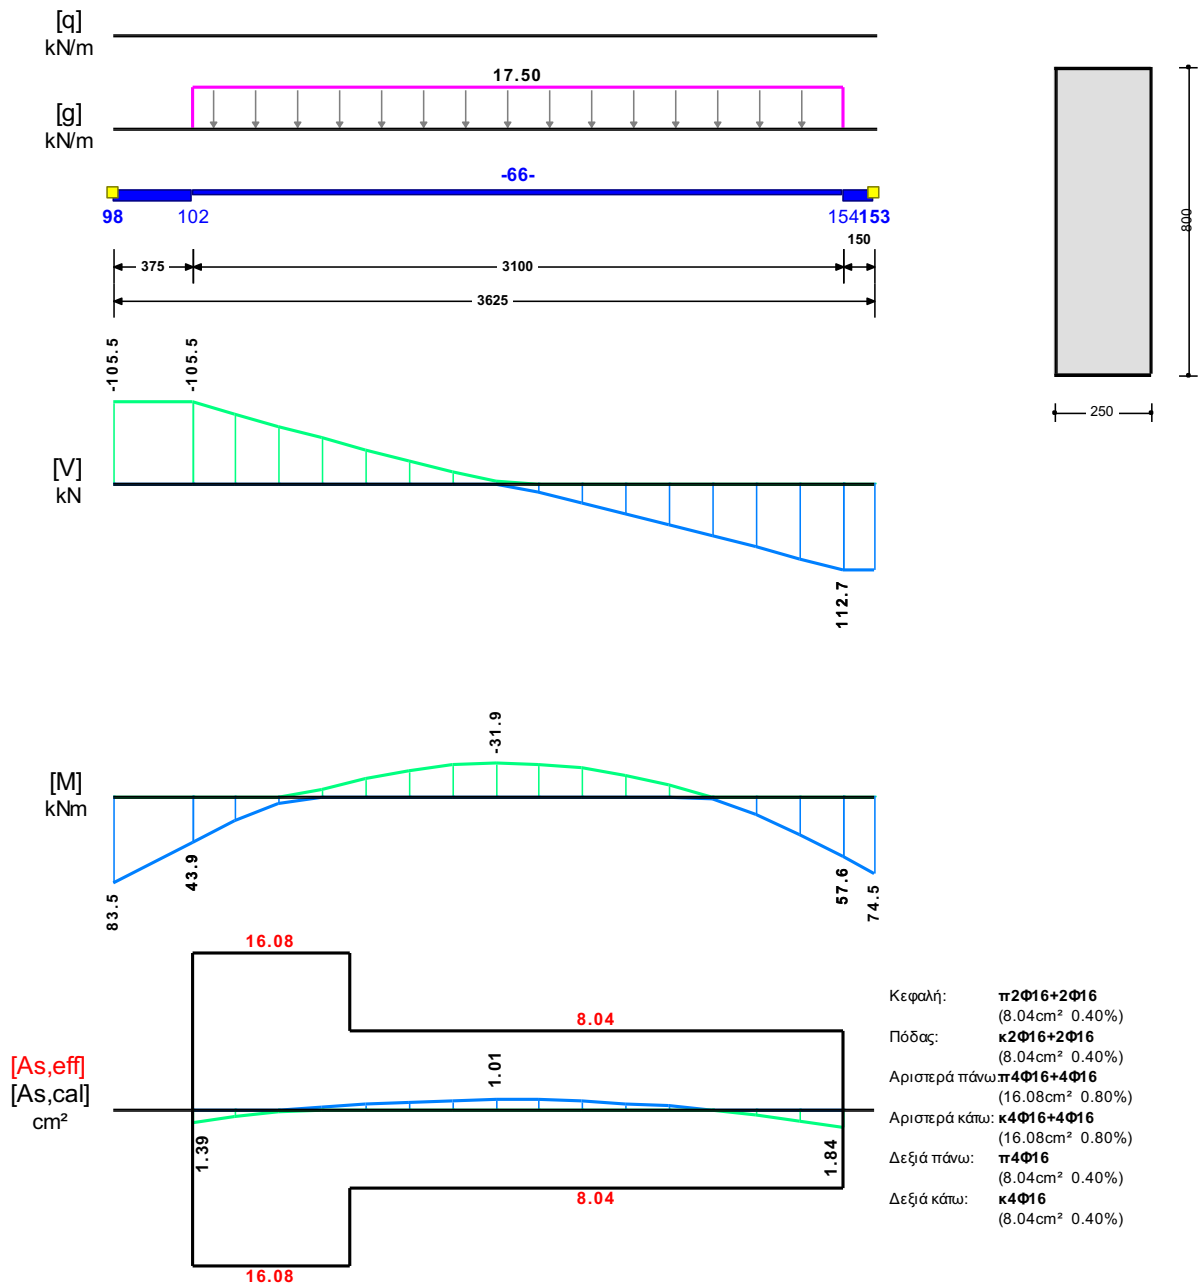 [q]
kN/m
17.50
[g]
kN/m
-66-
98 102 154 153
150
375 3100
3625
800
250
-105.5 -105.5
[V]
kN
112.7
-31.9
[M]
kNm
83.5 43.9 57.6 74.5
16.08
8.04
[As,eff]
[As,cal]
cm²
1.01
1.39 1.84
8.04
16.08
Κεφαλή: π2Φ16+2Φ16
(8.04cm² 0.40%)
Πόδας: κ2Φ16+2Φ16
(8.04cm² 0.40%)
Αριστερά πάνω: π4Φ16+4Φ16
(16.08cm² 0.80%)
Αριστερά κάτω: κ4Φ16+4Φ16
(16.08cm² 0.80%)
Δεξιά πάνω: π4Φ16
(8.04cm² 0.40%)
Δεξιά κάτω: κ4Φ16
(8.04cm² 0.40%)